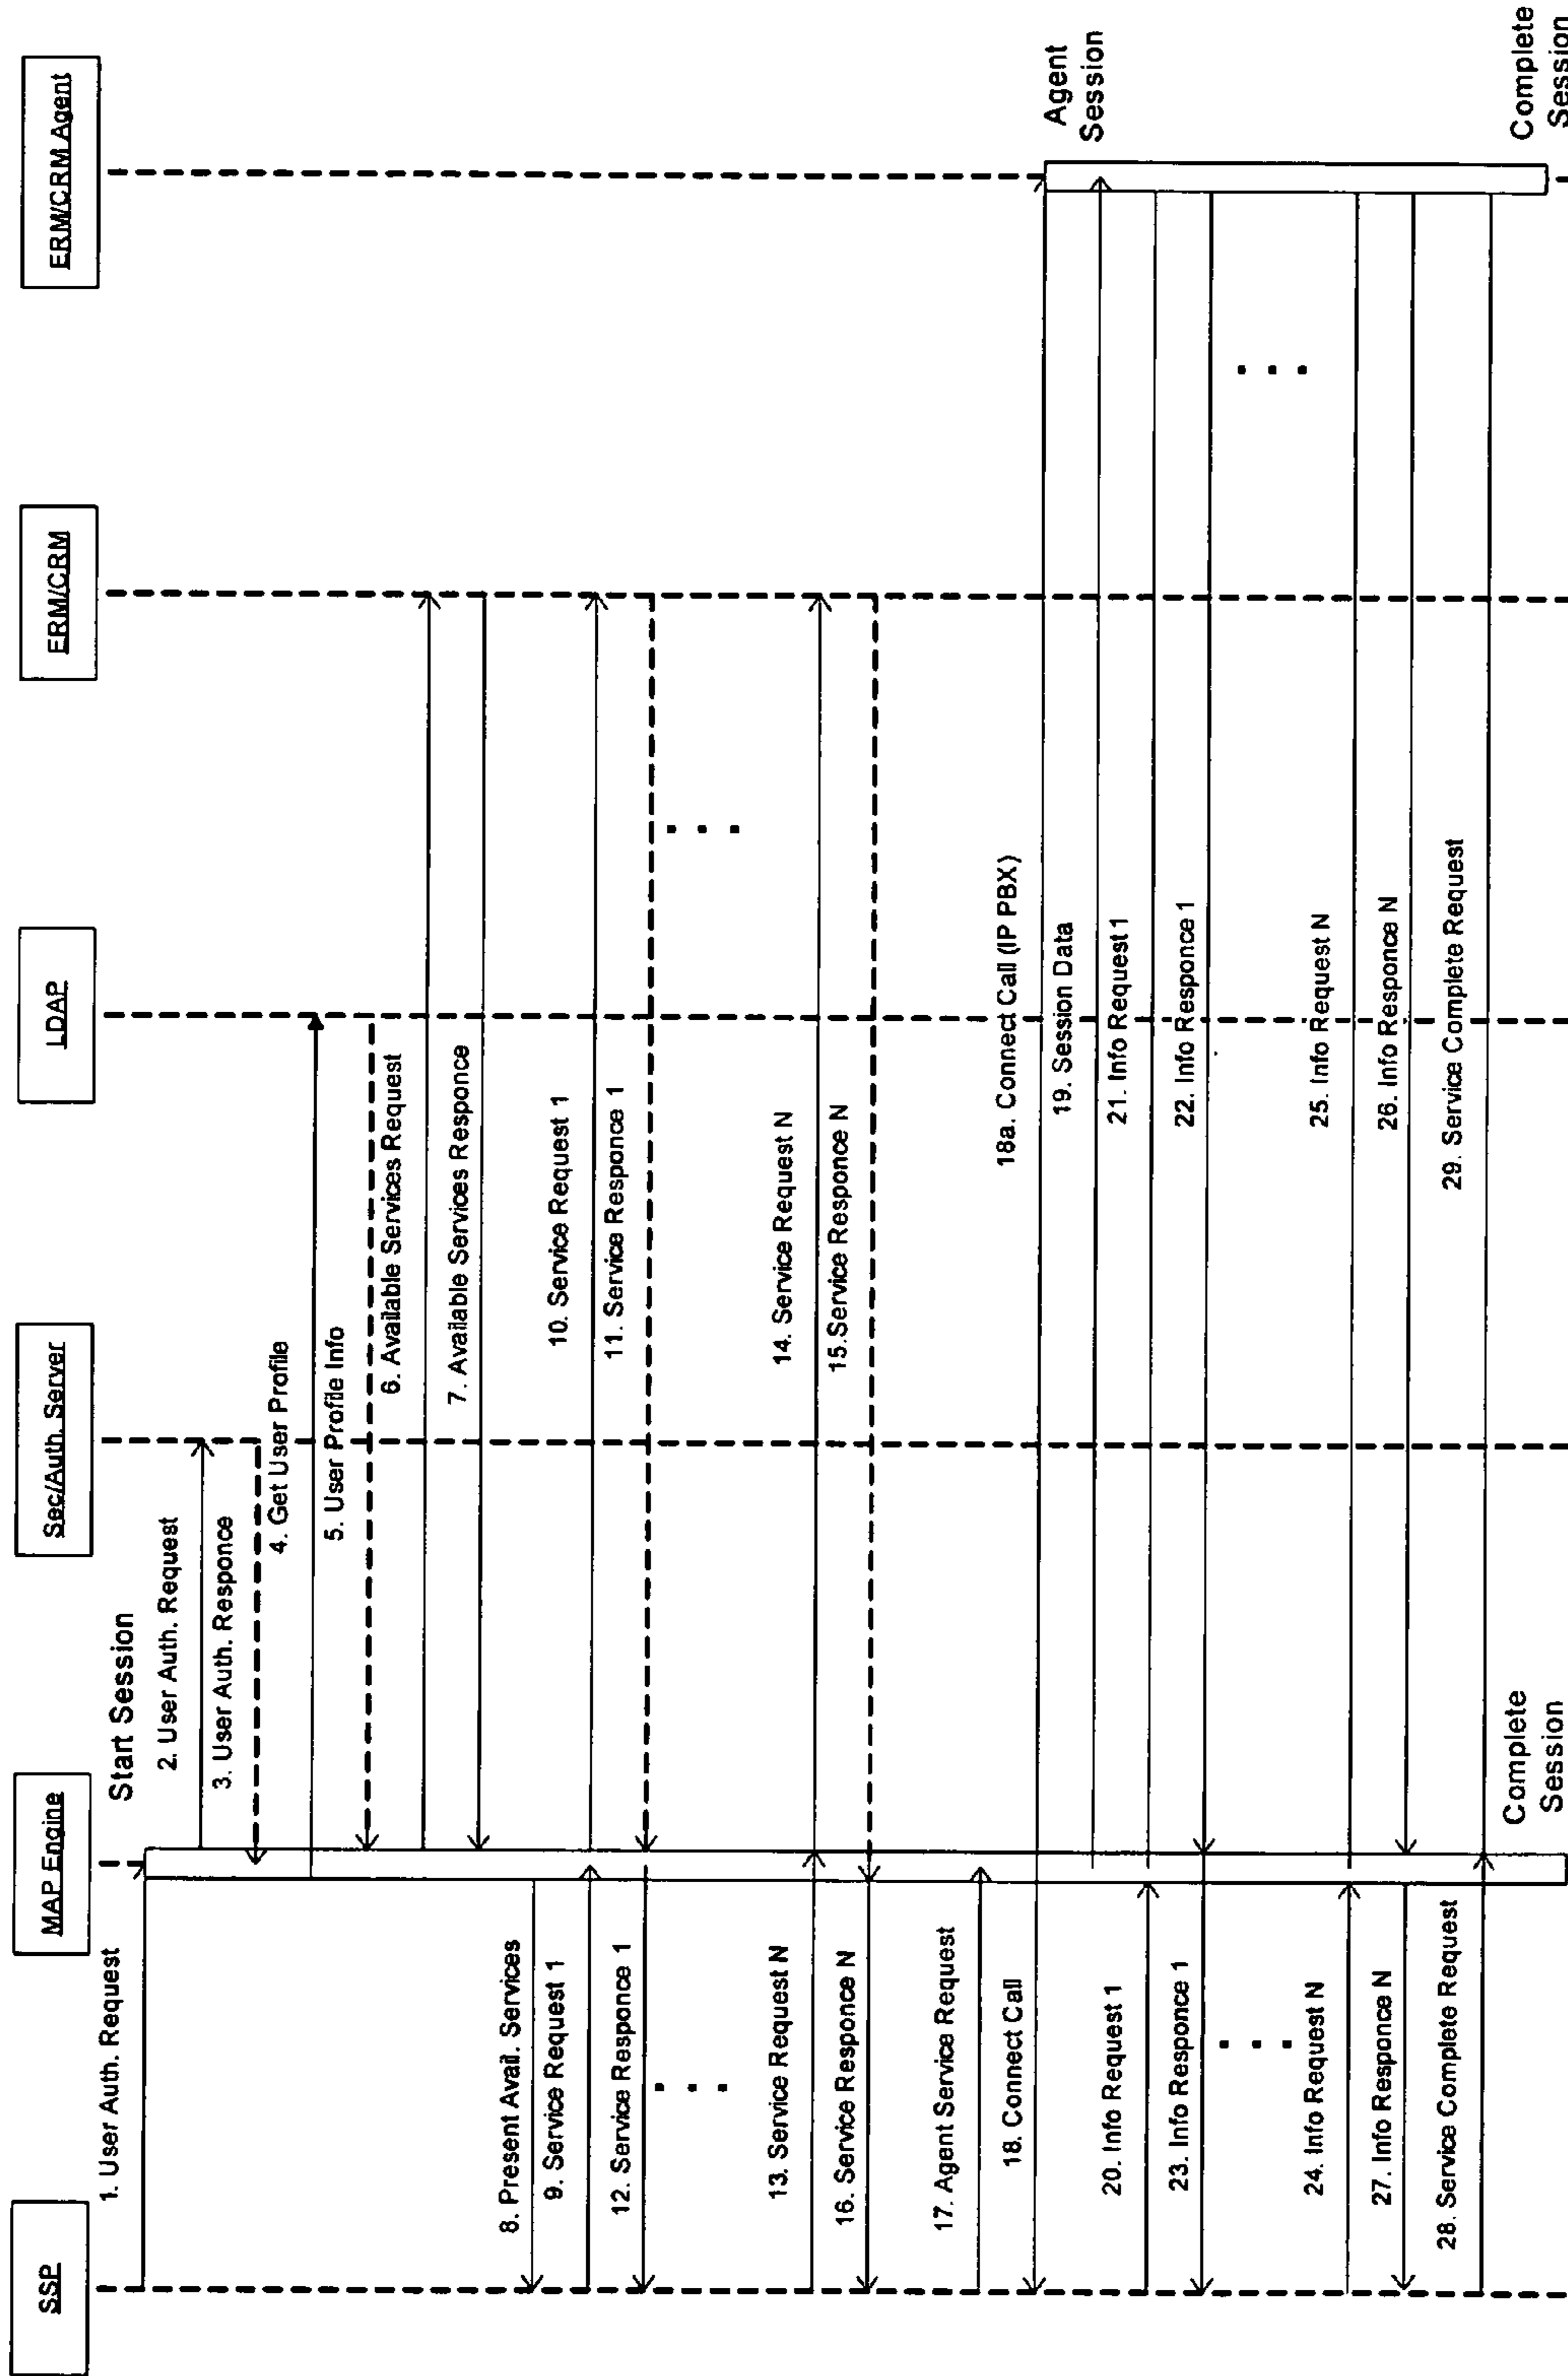 SSP
MAP Engine
Sec/Auth. Server
LDAP
ERM/CRM
ERM/CRM Agent
1. User Auth. Request
Start Session
2. User Auth. Request
3. User Auth. Responce
4. Get User Profile
5. User Profile Info
6. Available Services Request
7. Available Services Responce
8. Present Avail. Services
9. Service Request 1
10. Service Request 1
11. Service Responce 1
12. Service Responce 1
. . .
. . .
13. Service Request N
14. Service Request N
15.Service Responce N
16. Service Responce N
17. Agent Service Request
18. Connect Call
18a. Connect Call (IP PBX)
Agent
Session
19. Session Data
20. Info Request 1
21. Info Request 1
22. Info Responce 1
23. Info Responce 1
. . .
. . .
24. Info Request N
25. Info Request N
26. Info Responce N
27. Info Responce N
28. Service Complete Request
29. Service Complete Request
Complete
Session
Complete
Session